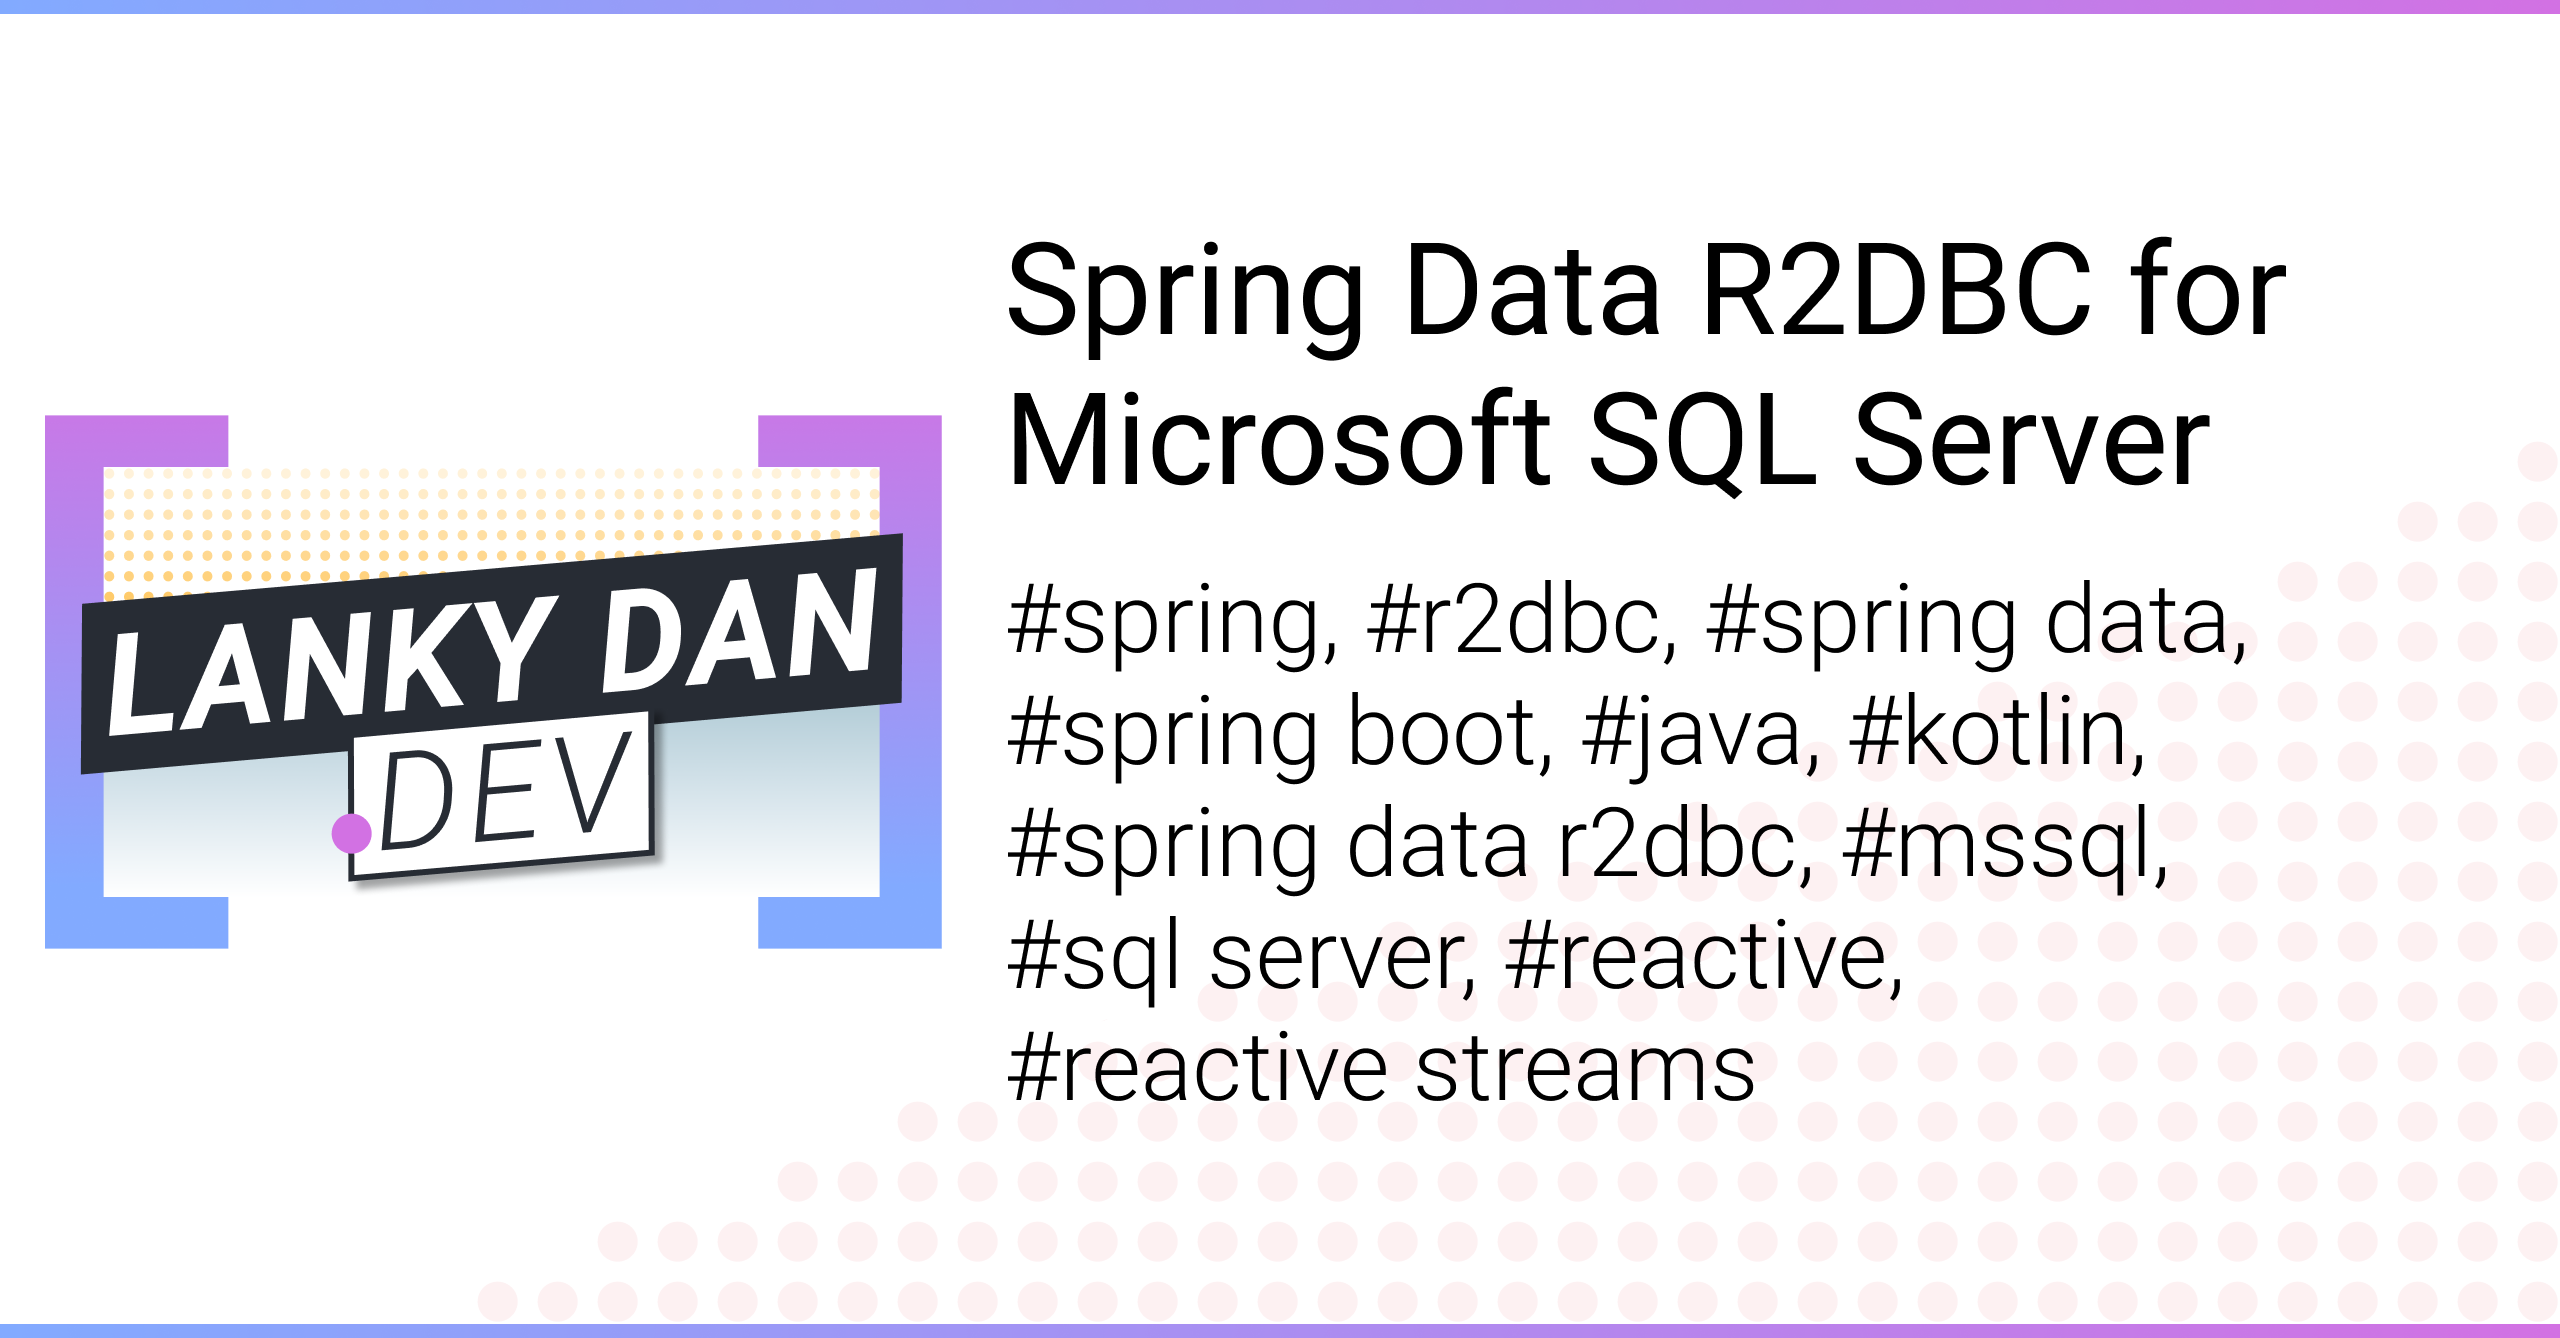 LANKY DAN
.DEV
Spring Data R2DBC for
Microsoft SQL Server
#spring, #r2dbc, #spring data,
#spring boot, #java, #kotlin,
#spring data r2dbc, #mssql,
#sql server, #reactive,
#reactive streams